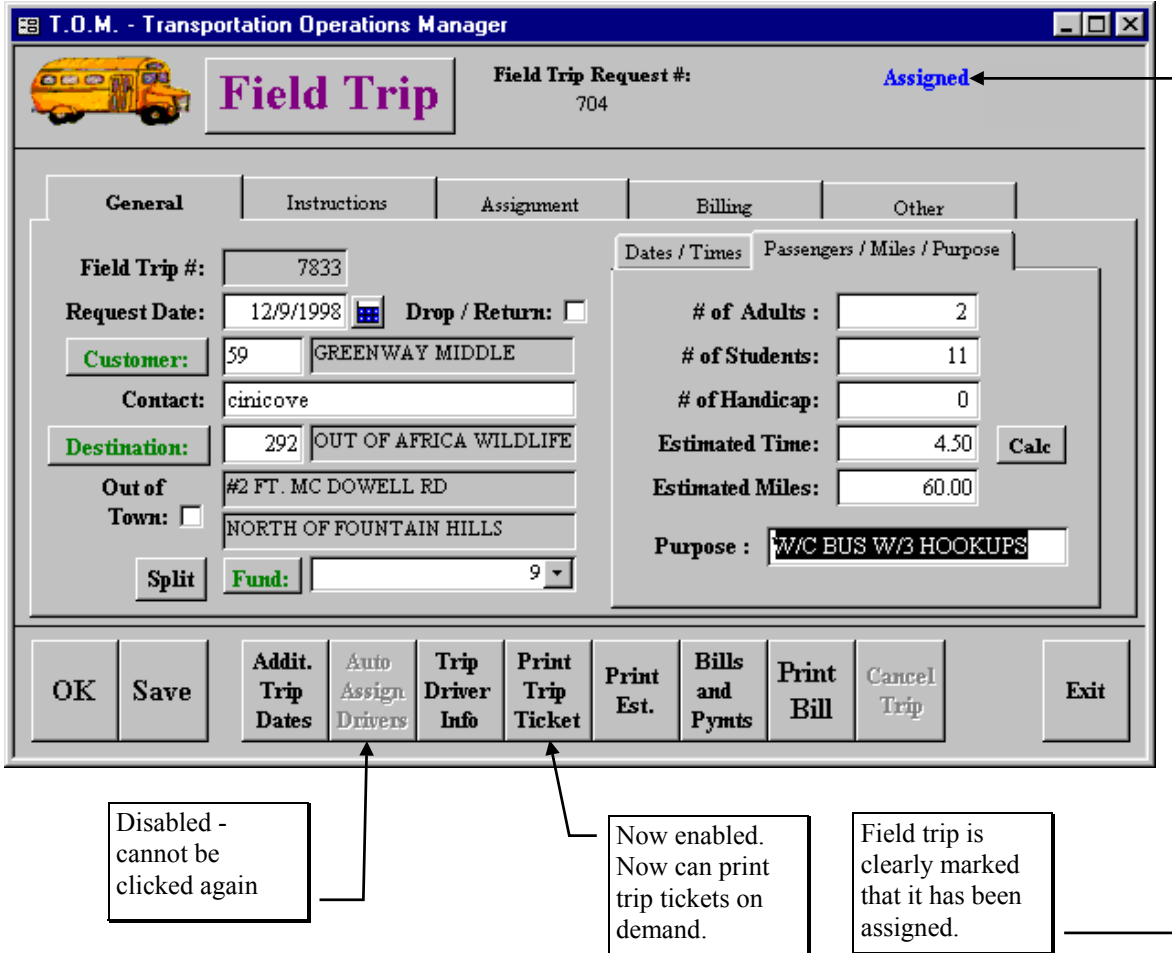 T.O.M. - Transportation Operations Manager
Field Trip
Field Trip Request #:
704
Assigned
General
Instructions
Assignment
Billing
Other
Field Trip #: 7833
Request Date: 12/9/1998 Drop / Return:
Customer: 59 GREENWAY MIDDLE
Contact: cinicove
Destination: 292 OUT OF AFRICA WILDLIFE
Out of
Town:
#2 FT. MC DOWELL RD
NORTH OF FOUNTAIN HILLS
Split Fund: 9
Dates / Times Passengers / Miles / Purpose
# of Adults : 2
# of Students: 11
# of Handicap: 0
Estimated Time: 4.50 Calc
Estimated Miles: 60.00
Purpose : W/C BUS W/3 HOOKUPS
OK
Save
Addit.
Trip
Dates
Auto
Assign
Drivers
Trip
Driver
Info
Print
Trip
Ticket
Print
Est.
Bills
and
Pymts
Print
Bill
Cancel
Trip
Exit
Disabled -
cannot be
clicked again
Now enabled.
Now can print
trip tickets on
demand.
Field trip is
clearly marked
that it has been
assigned.